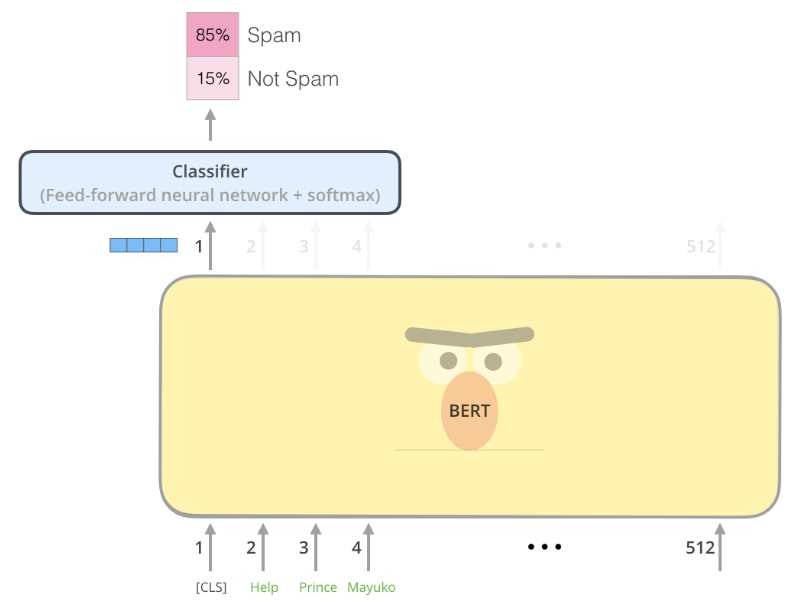 85% Spam
15% Not Spam
Classifier
(Feed-forward neural network + softmax)
1 2 3 4 ••• 512
BERT
1 2 3 4 ••• 512
[CLS] Help Prince Mayuko